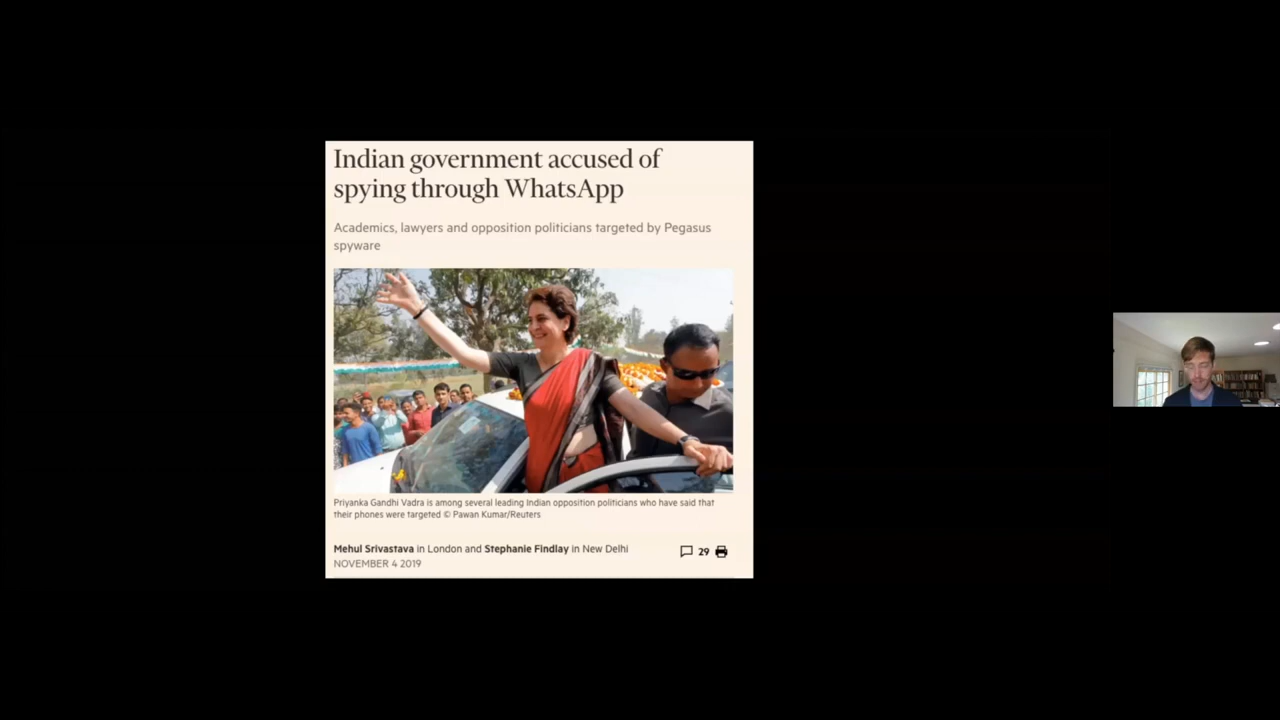 Indian government accused of
spying through WhatsApp
Academics, lawyers and opposition politicians targeted by Pegasus
spyware
Priyanka Gandhi Vadra is among several leading Indian opposition politicians who have said that
their phones were targeted © Pawan Kumar/Reuters
Mehul Srivastava in London and Stephanie Findlay in New Delhi
29
NOVEMBER 4 2019